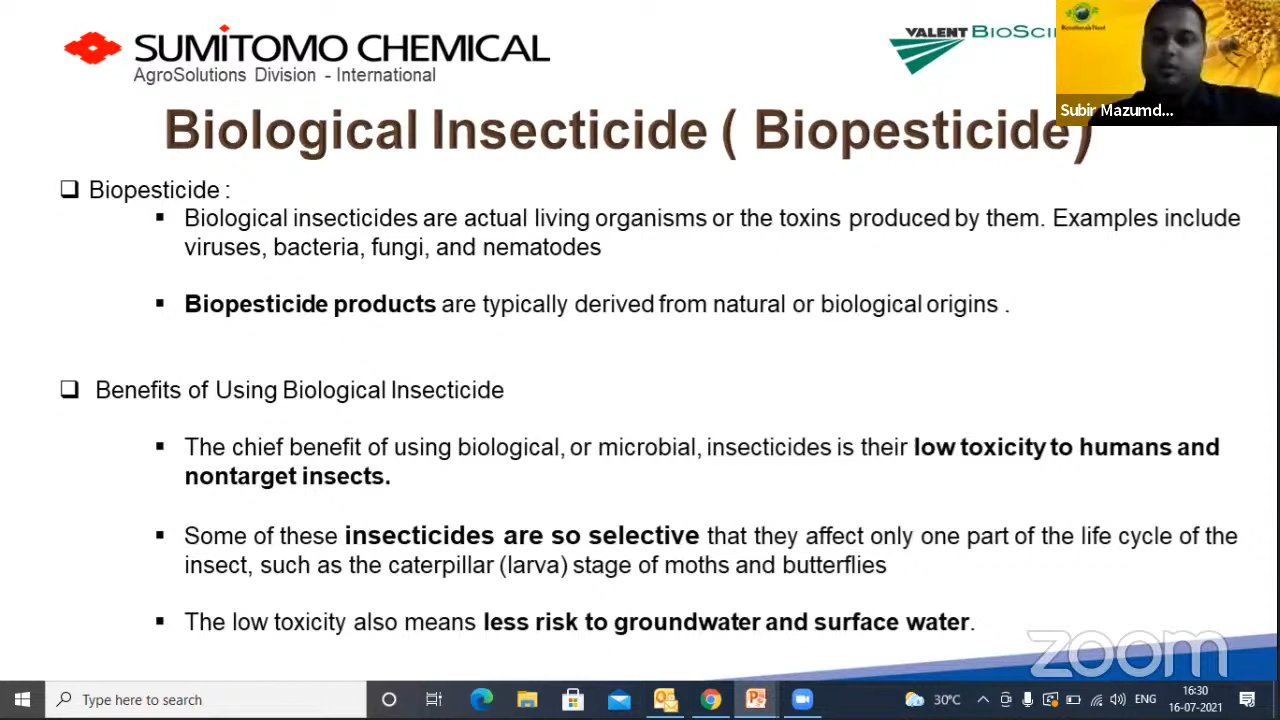 SUMITOMO CHEMICAL
AgroSolutions Division - International
VALENT BIOSCI
Subir Mazumd...
Biological Insecticide ( Biopesticide)
❑ Biopesticide :
▪ Biological insecticides are actual living organisms or the toxins produced by them. Examples include
viruses, bacteria, fungi, and nematodes
▪ Biopesticide products are typically derived from natural or biological origins .
❑ Benefits of Using Biological Insecticide
▪ The chief benefit of using biological, or microbial, insecticides is their low toxicity to humans and
nontarget insects.
▪ Some of these insecticides are so selective that they affect only one part of the life cycle of the
insect, such as the caterpillar (larva) stage of moths and butterflies
▪ The low toxicity also means less risk to groundwater and surface water.
zoom
Type here to search
30°C
ENG
16:30
16-07-2021